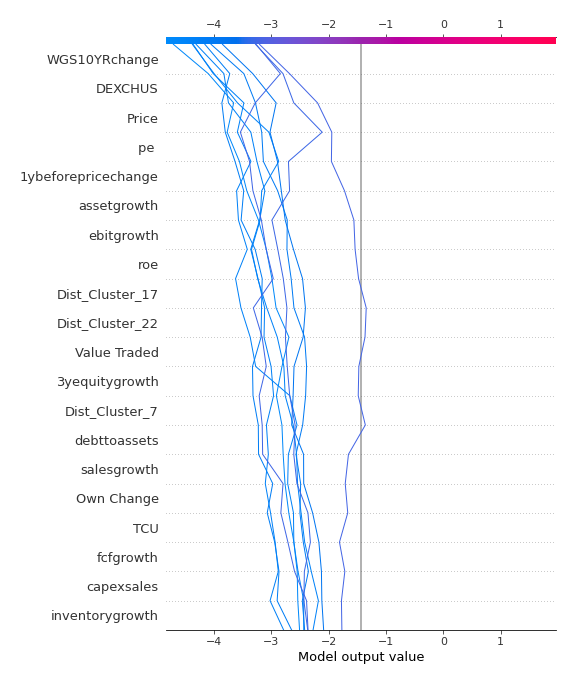 −4 −3 −2 −1 0 1
WGS10YRchange
DEXCHUS
Price
pe
1ybeforepricechange
assetgrowth
ebitgrowth
roe
Dist_Cluster_17
Dist_Cluster_22
Value Traded
3yequitygrowth
Dist_Cluster_7
debttoassets
salesgrowth
Own Change
TCU
fcfgrowth
capexsales
inventorygrowth
−4 −3 −2 −1 0 1
Model output value